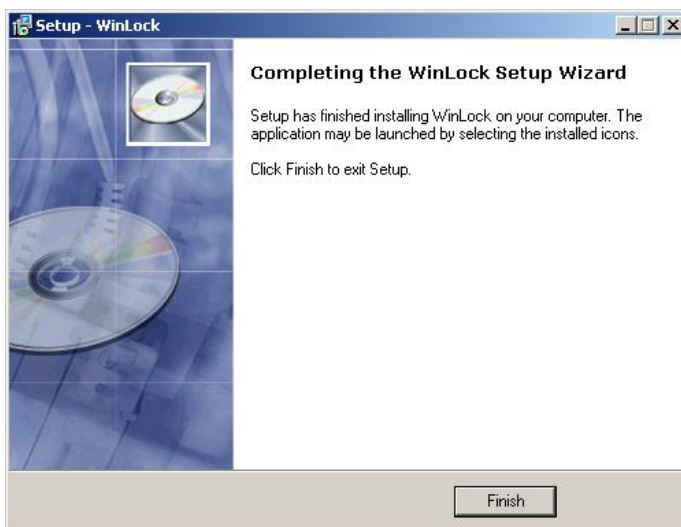 Setup - WinLock
Completing the WinLock Setup Wizard
Setup has finished installing WinLock on your computer. The
application may be launched by selecting the installed icons.
Click Finish to exit Setup.
Finish